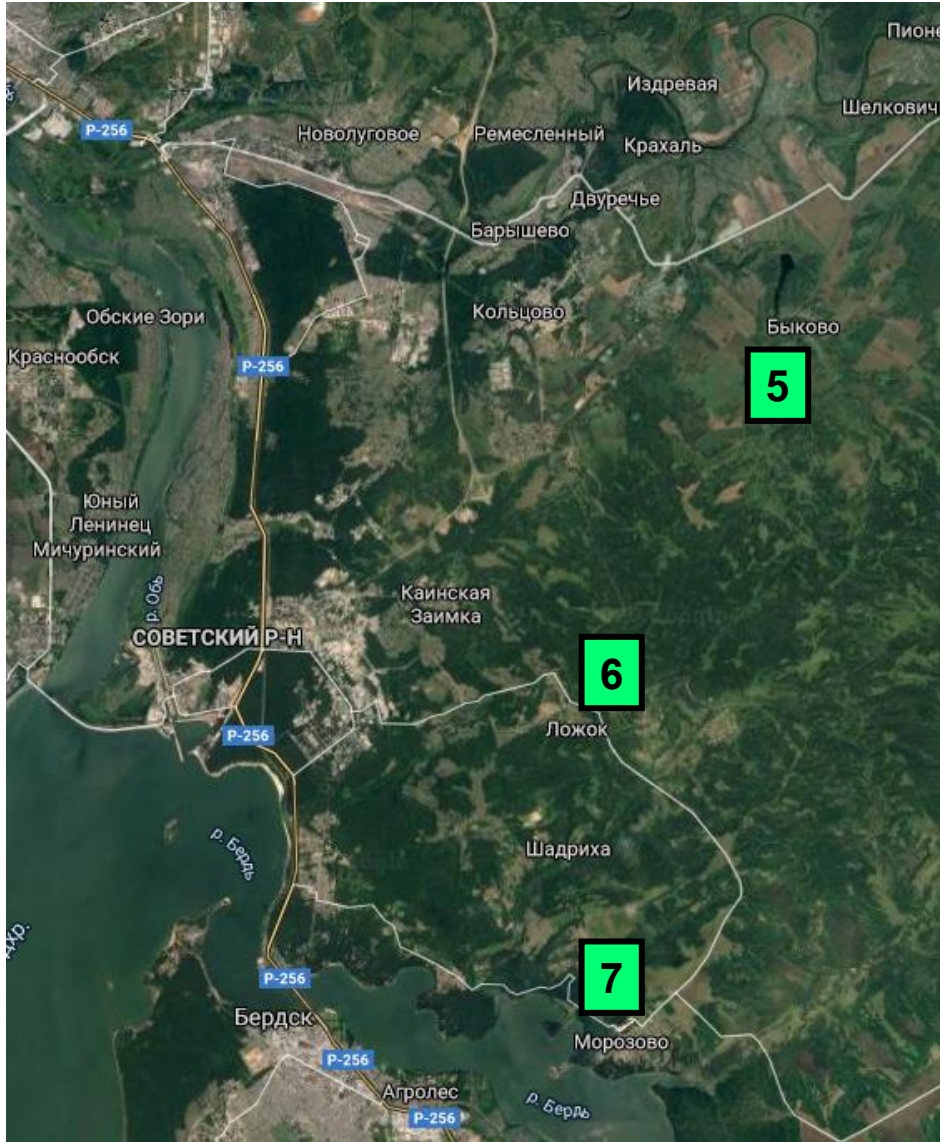 Пионе
Издревая
Шелкович
Р-256
Новолуговое
Ремесленный
Крахаль
Двуречье
Барышево
Обские Зори
Кольцово
Быково
Краснообск
Р-256
5
Юный
Ленинец
Мичуринский
р. Обь
Каинская
Заимка
СОВЕТСКИЙ Р-Н
6
Ложок
Р-256
р. Бердь
Шадриха
дхр.
7
Р-256
Бердск
Морозово
Р-256
Агролес
р. Бердь
Р-256